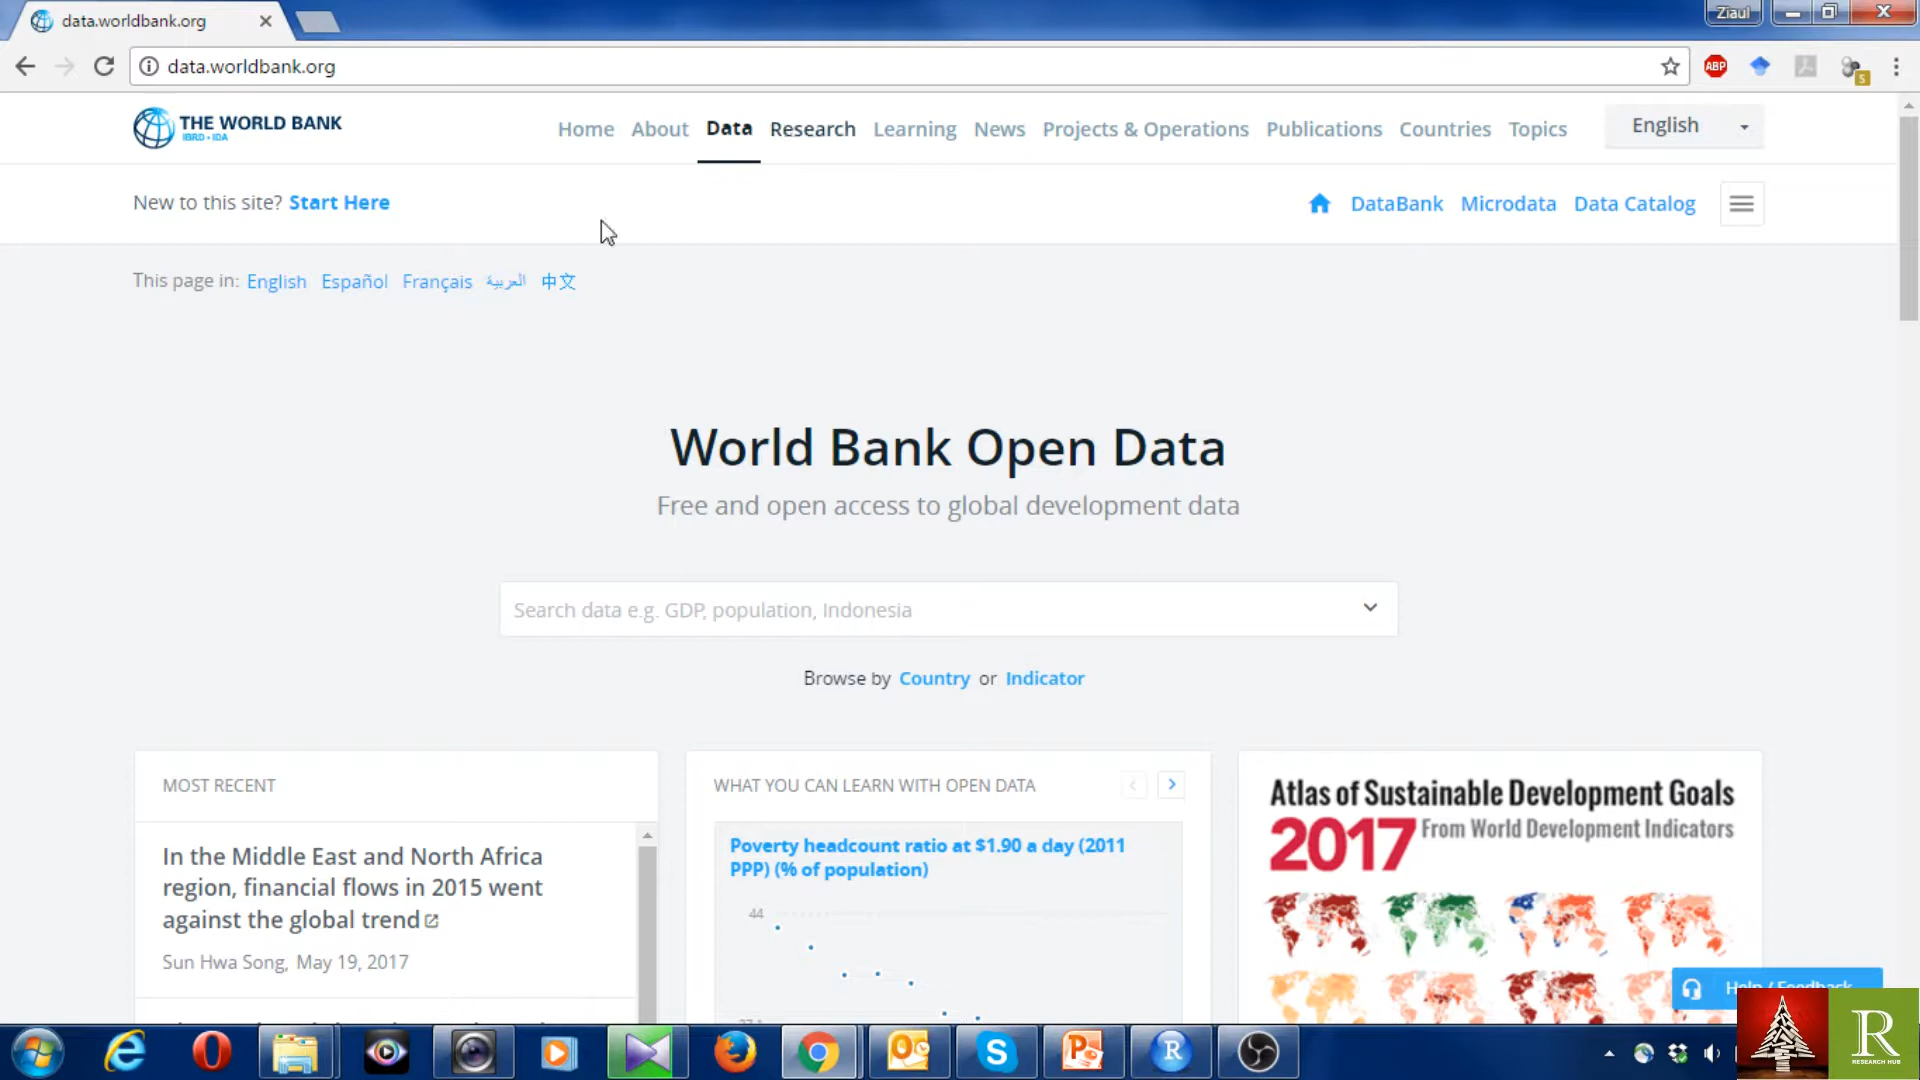 data.worldbank.org
Ziaul
data.worldbank.org
ABP
5
THE WORLD BANK
IBRD • IDA
Home About Data Research Learning News Projects & Operations Publications Countries Topics
English
New to this site? Start Here
DataBank Microdata Data Catalog
This page in: English Español Français العربية 中文
World Bank Open Data
Free and open access to global development data
Search data e.g. GDP, population, Indonesia
Browse by Country or Indicator
MOST RECENT
In the Middle East and North Africa
region, financial flows in 2015 went
against the global trend
Sun Hwa Song, May 19, 2017
WHAT YOU CAN LEARN WITH OPEN DATA
Poverty headcount ratio at $1.90 a day (2011
PPP) (% of population)
44
Atlas of Sustainable Development Goals
2017 From World Development Indicators
Help / Feedback
R
RESEARCH HUB